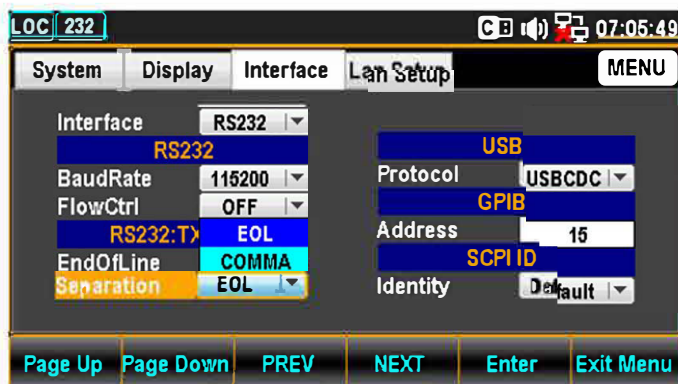 LOC 232 C 07:05:49
System Display Interface Lan Setup MENU
Interface RS232
RS232
BaudRate 115200
FlowCtrl OFF
RS232:TX
EOL
EndOfLine COMMA
Separation EOL
USB
Protocol USBCDC
GPIB
Address 15
SCPI ID
Identity Default
Page Up Page Down PREV NEXT Enter Exit Menu